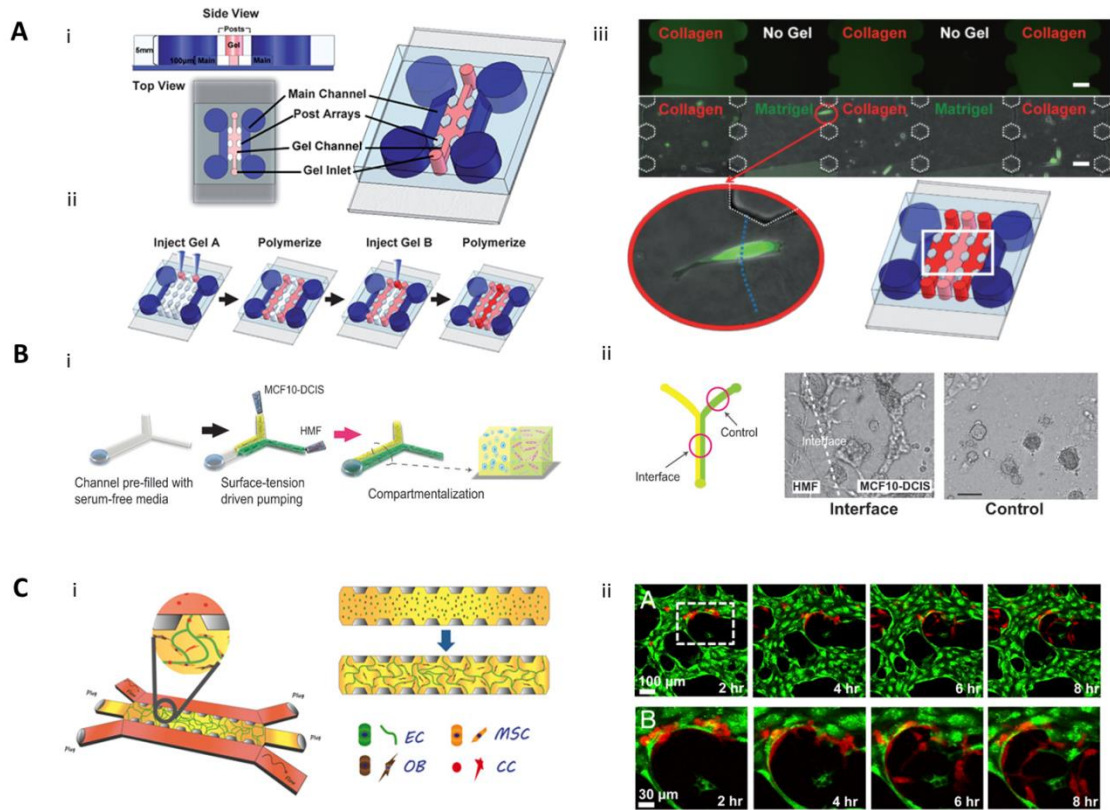 A
i
Side View
Posts
Gel
5mm
100µm
Main
Main
Top View
Main Channel
Post Arrays
Gel Channel
Gel Inlet
ii
Inject Gel A
Polymerize
Inject Gel B
Polymerize
iii
Collagen
No Gel
Collagen
No Gel
Collagen
Collagen
Matrigel
Collagen
Matrigel
Collagen
B
i
MCF10-DCIS
HMF
Channel pre-filled with
serum-free media
Surface-tension
driven pumping
Compartmentalization
ii
Control
Interface
Interface
HMF
MCF10-DCIS
Interface
Control
C
i
Plug
Plug
Plug
Plug
Flow
Flow
EC
MSC
OB
CC
ii
A
100 µm
2 hr
4 hr
6 hr
8 hr
B
30 µm
2 hr
4 hr
6 hr
8 hr